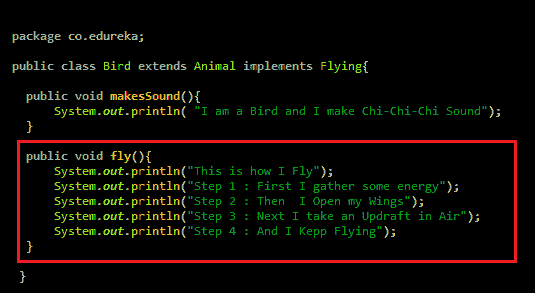 package co.edureka;
public class Bird extends Animal implements Flying{
public void makesSound(){
System.out.println( "I am a Bird and I make Chi-Chi-Chi Sound");
}
public void fly(){
System.out.println("This is how I Fly");
System.out.println("Step 1 : First I gather some energy");
System.out.println("Step 2 : Then  I Open my Wings");
System.out.println("Step 3 : Next I take an Updraft in Air");
System.out.println("Step 4 : And I Kepp Flying");
}
}